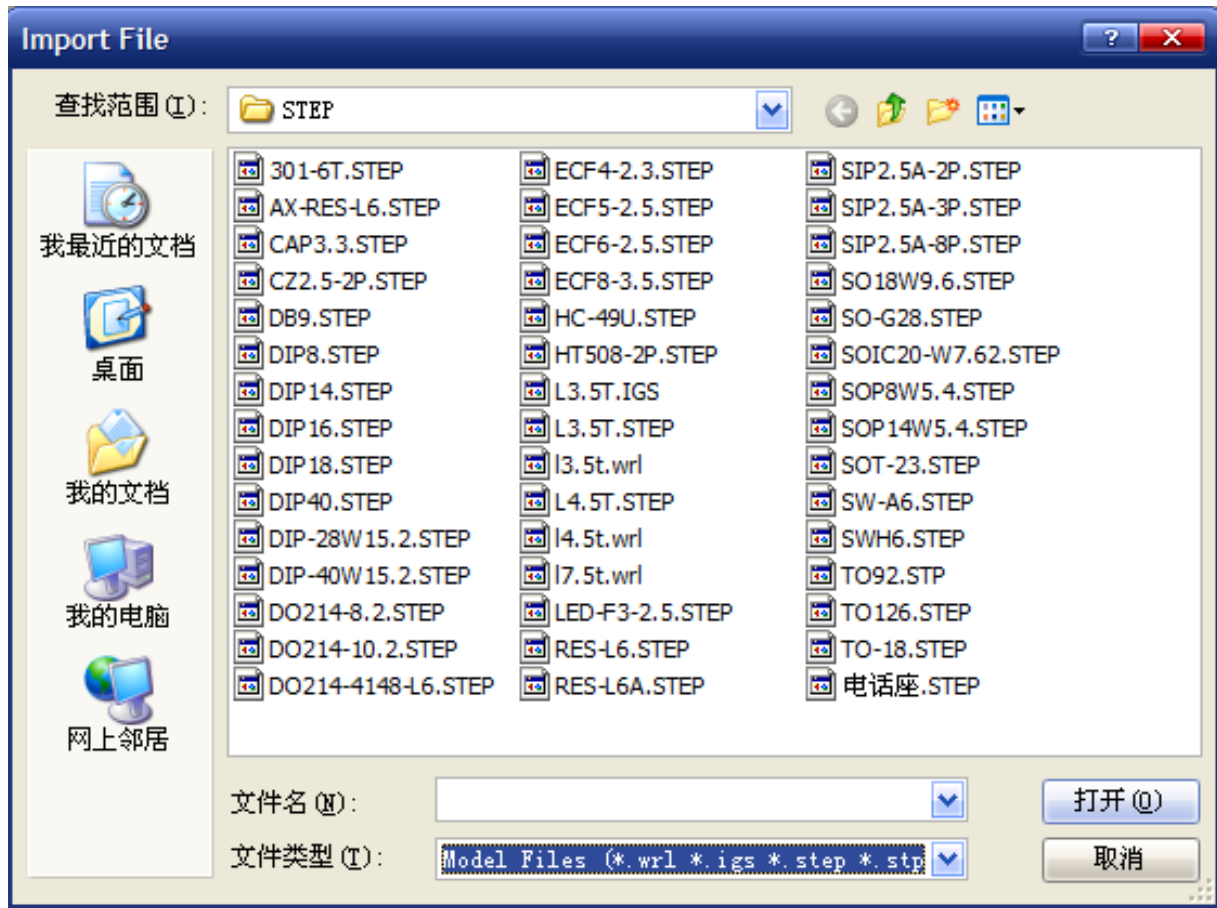 Import File
查找范围(I):
STEP
我最近的文档
桌面
我的文档
我的电脑
网上邻居
301-6T.STEP
AX-RES-L6.STEP
CAP3.3.STEP
CZ2.5-2P.STEP
DB9.STEP
DIP8.STEP
DIP14.STEP
DIP16.STEP
DIP18.STEP
DIP40.STEP
DIP-28W15.2.STEP
DIP-40W15.2.STEP
DO214-8.2.STEP
DO214-10.2.STEP
DO214-4148-L6.STEP
ECF4-2.3.STEP
ECF5-2.5.STEP
ECF6-2.5.STEP
ECF8-3.5.STEP
HC-49U.STEP
HT508-2P.STEP
L3.5T.IGS
L3.5T.STEP
l3.5t.wrl
L4.5T.STEP
l4.5t.wrl
l7.5t.wrl
LED-F3-2.5.STEP
RES-L6.STEP
RES-L6A.STEP
SIP2.5A-2P.STEP
SIP2.5A-3P.STEP
SIP2.5A-8P.STEP
SO18W9.6.STEP
SO-G28.STEP
SOIC20-W7.62.STEP
SOP8W5.4.STEP
SOP14W5.4.STEP
SOT-23.STEP
SW-A6.STEP
SWH6.STEP
TO92.STP
TO126.STEP
TO-18.STEP
电话座.STEP
文件名(N):
打开(O)
文件类型(T):
Model Files (*.wrl *.igs *.step *.stp
取消